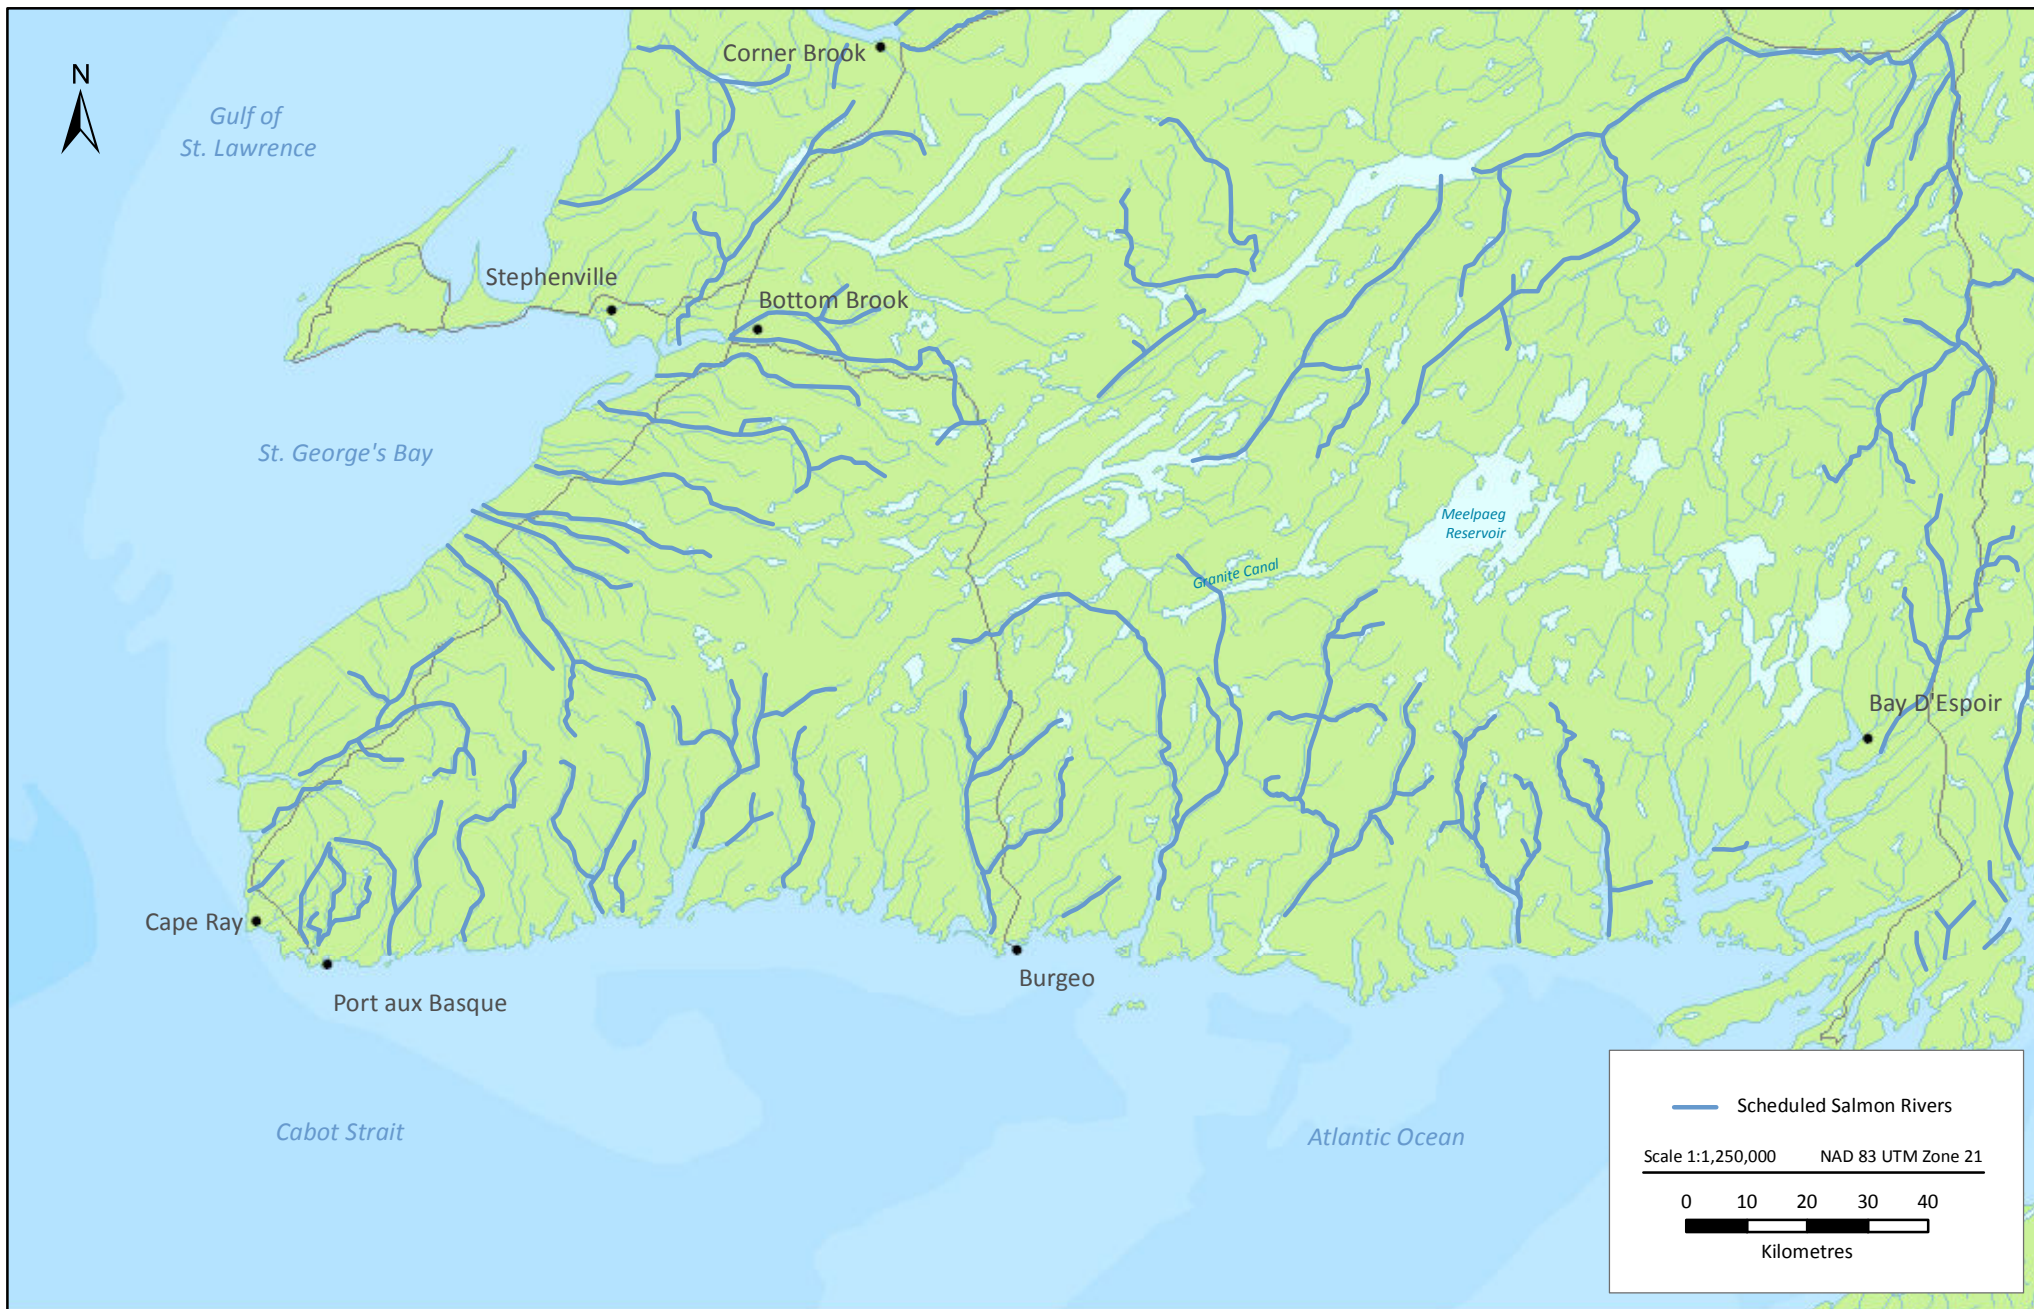 Corner Brook
N
Gulf of
St. Lawrence
Stephenville
Bottom Brook
St. George's Bay
Meelpaeg
Reservoir
Granite Canal
Bay D'Espoir
Cape Ray
Burgeo
Port aux Basque
Cabot Strait
Atlantic Ocean
Scheduled Salmon Rivers
Scale 1:1,250,000 NAD 83 UTM Zone 21
0 10 20 30 40
Kilometres